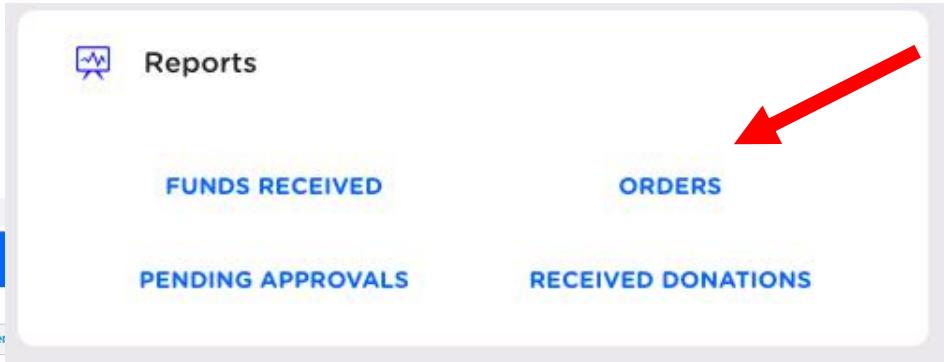 Reports
FUNDS RECEIVED
ORDERS
PENDING APPROVALS
RECEIVED DONATIONS